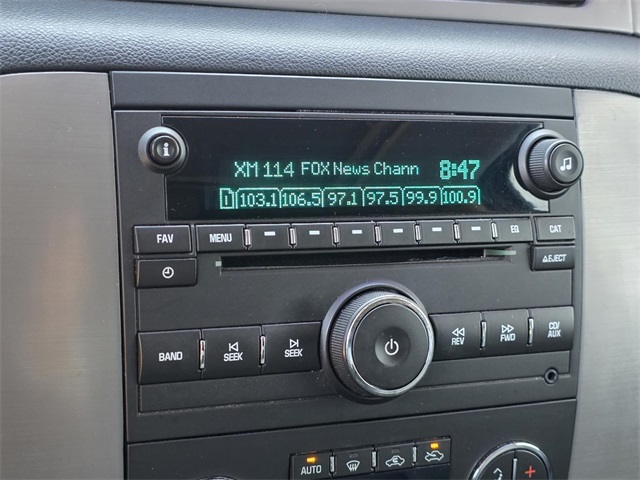 i
XM 114 FOX News Chann 8:47
1 103.1 106.5 97.1 97.5 99.9 100.9
FAV MENU EQ CAT
EJECT
BAND SEEK SEEK REV FWD CD/AUX
AUTO